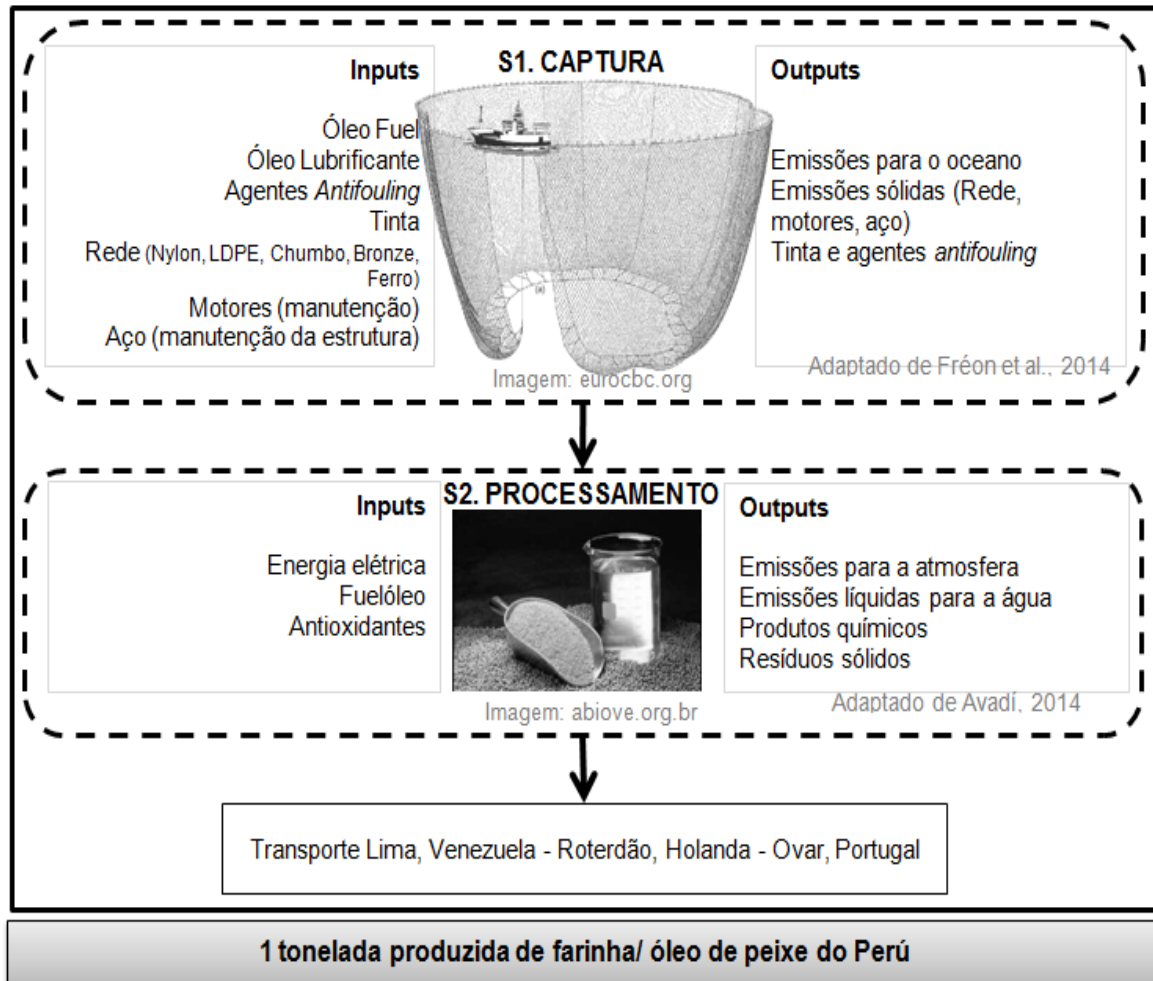 S1. CAPTURA
Inputs
Óleo Fuel
Óleo Lubrificante
Agentes Antifouling
Tinta
Rede (Nylon, LDPE, Chumbo, Bronze,
Ferro)
Motores (manutenção)
Aço (manutenção da estrutura)
Outputs
Emissões para o oceano
Emissões sólidas (Rede,
motores, aço)
Tinta e agentes antifouling
Imagem: eurocbc.org
Adaptado de Fréon et al., 2014
S2. PROCESSAMENTO
Inputs
Energia elétrica
Fuelóleo
Antioxidantes
Outputs
Emissões para a atmosfera
Emissões líquidas para a água
Produtos químicos
Resíduos sólidos
Imagem: abiove.org.br
Adaptado de Avadí, 2014
Transporte Lima, Venezuela - Roterdão, Holanda - Ovar, Portugal
1 tonelada produzida de farinha/ óleo de peixe do Perú